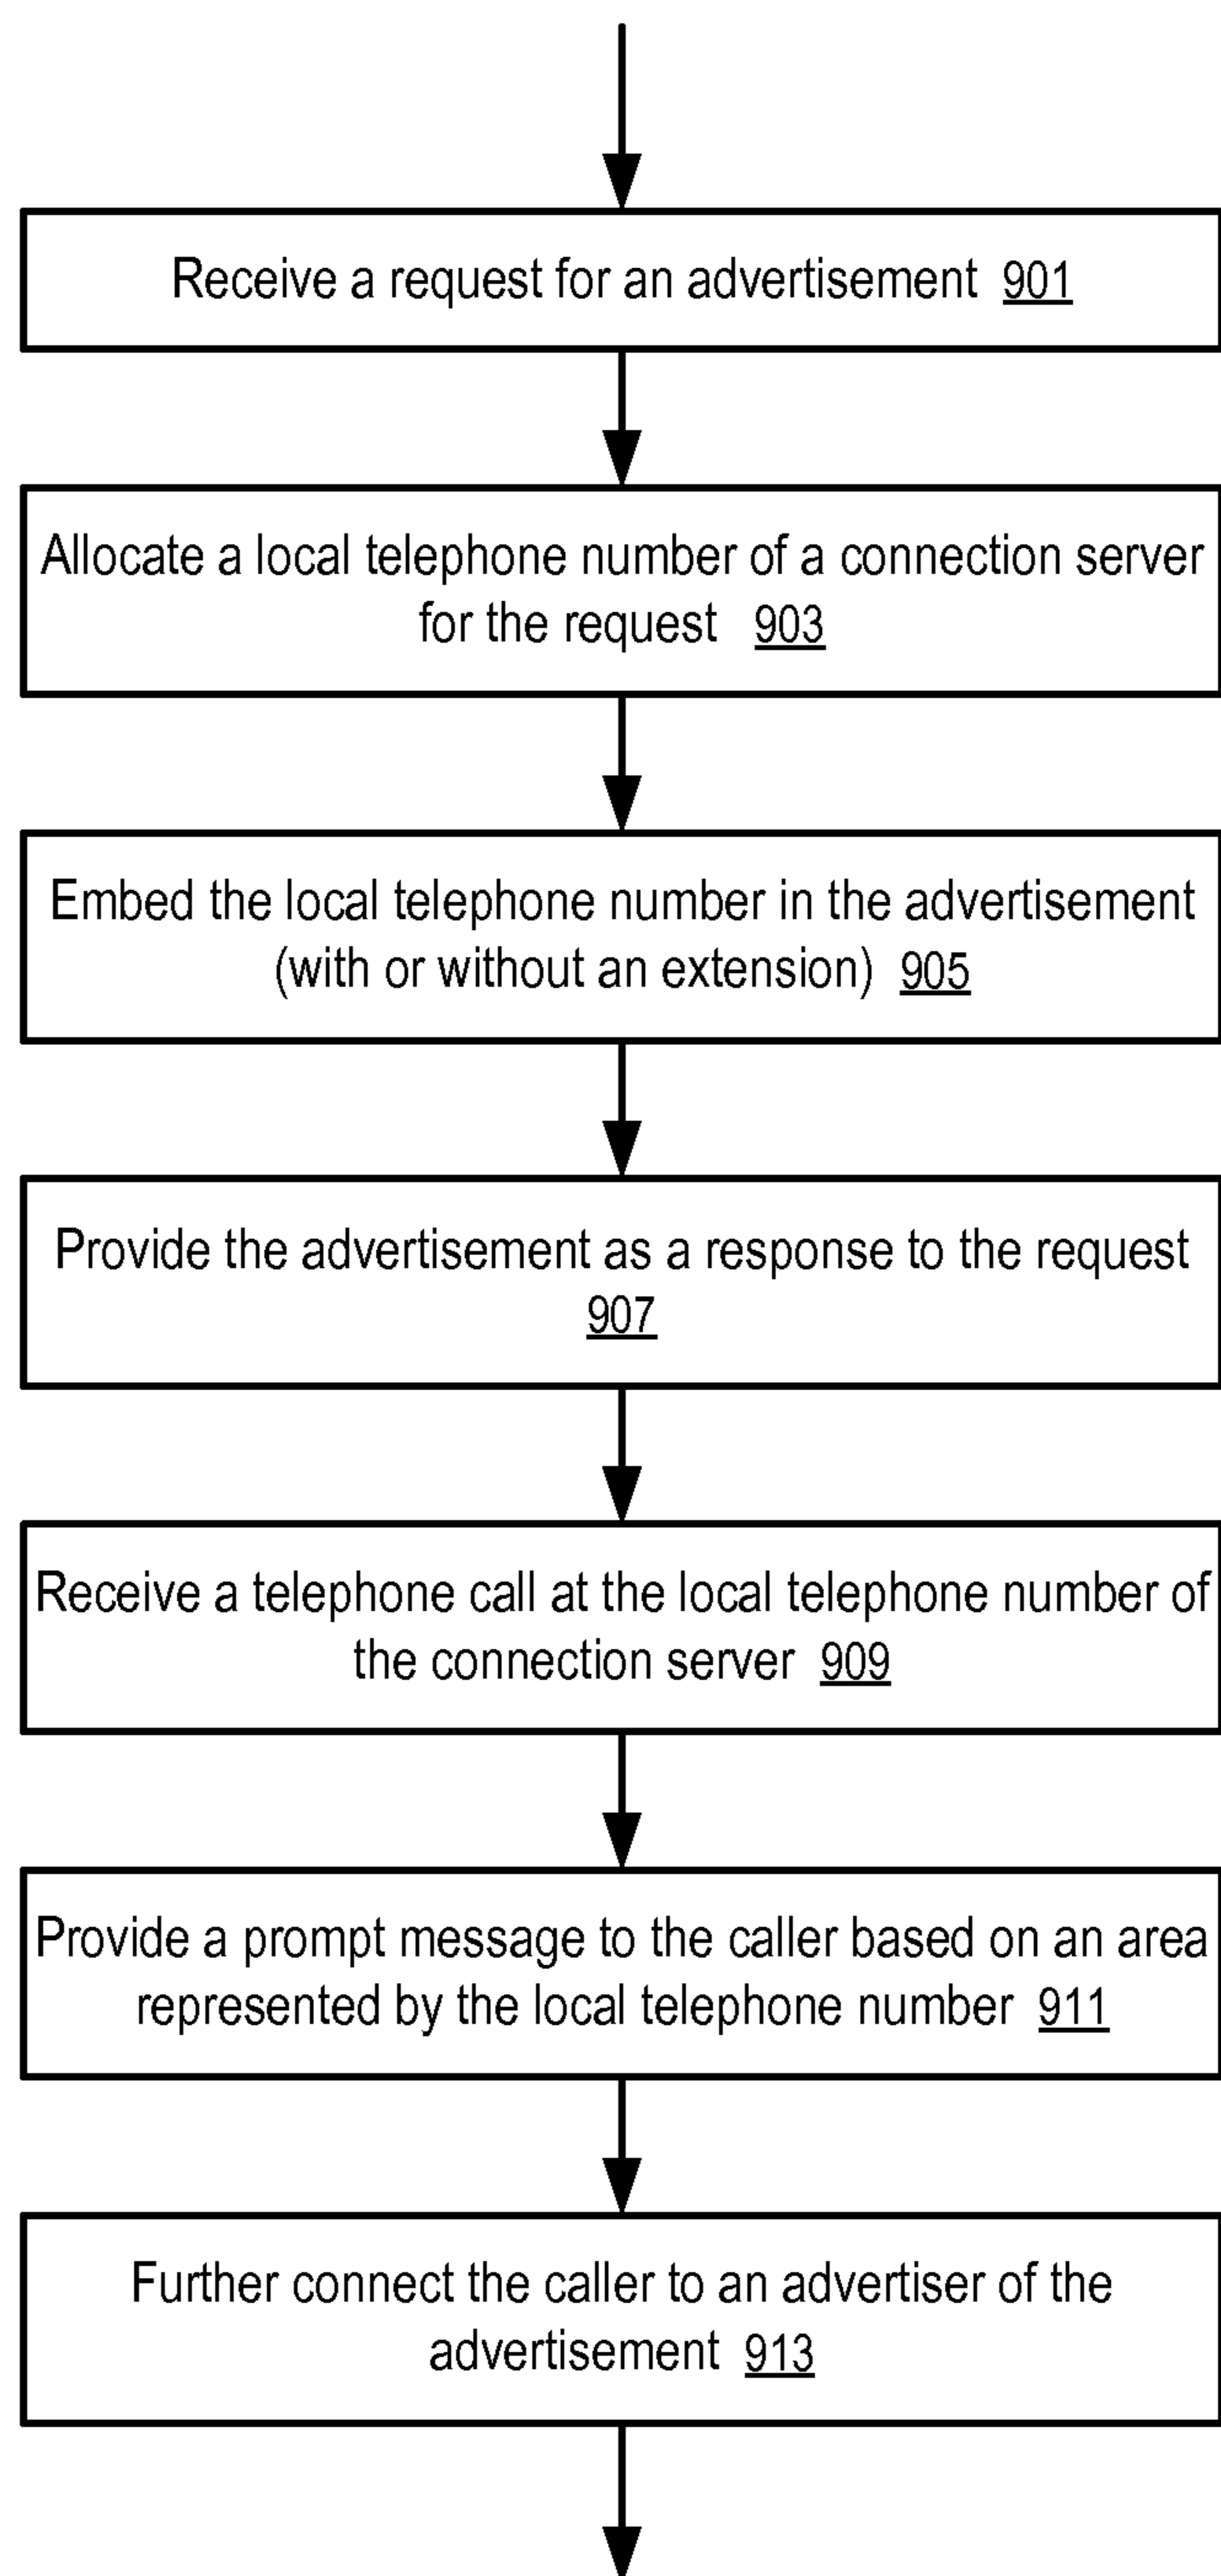 Receive a request for an advertisement 901
Allocate a local telephone number of a connection server
for the request 903
Embed the local telephone number in the advertisement
(with or without an extension) 905
Provide the advertisement as a response to the request
907
Receive a telephone call at the local telephone number of
the connection server 909
Provide a prompt message to the caller based on an area
represented by the local telephone number 911
Further connect the caller to an advertiser of the
advertisement 913